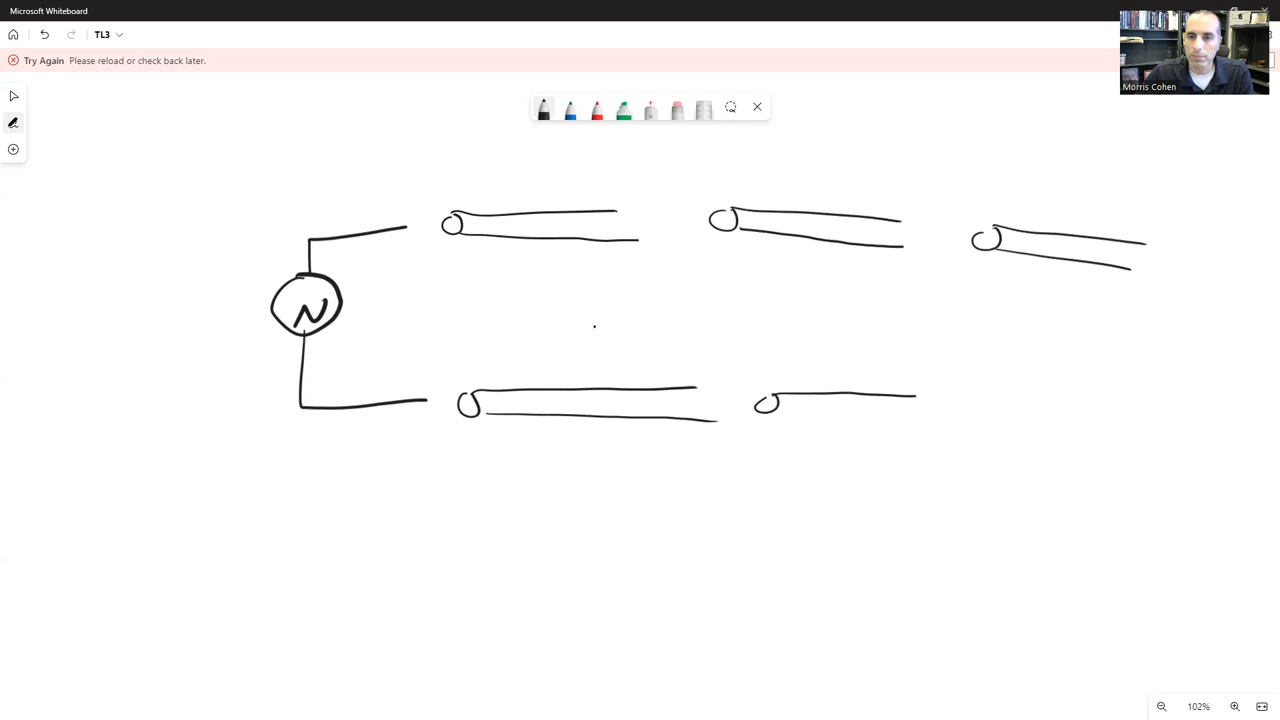 Microsoft Whiteboard
TL3
Try Again Please reload or check back later.
Morris Cohen
N
102%